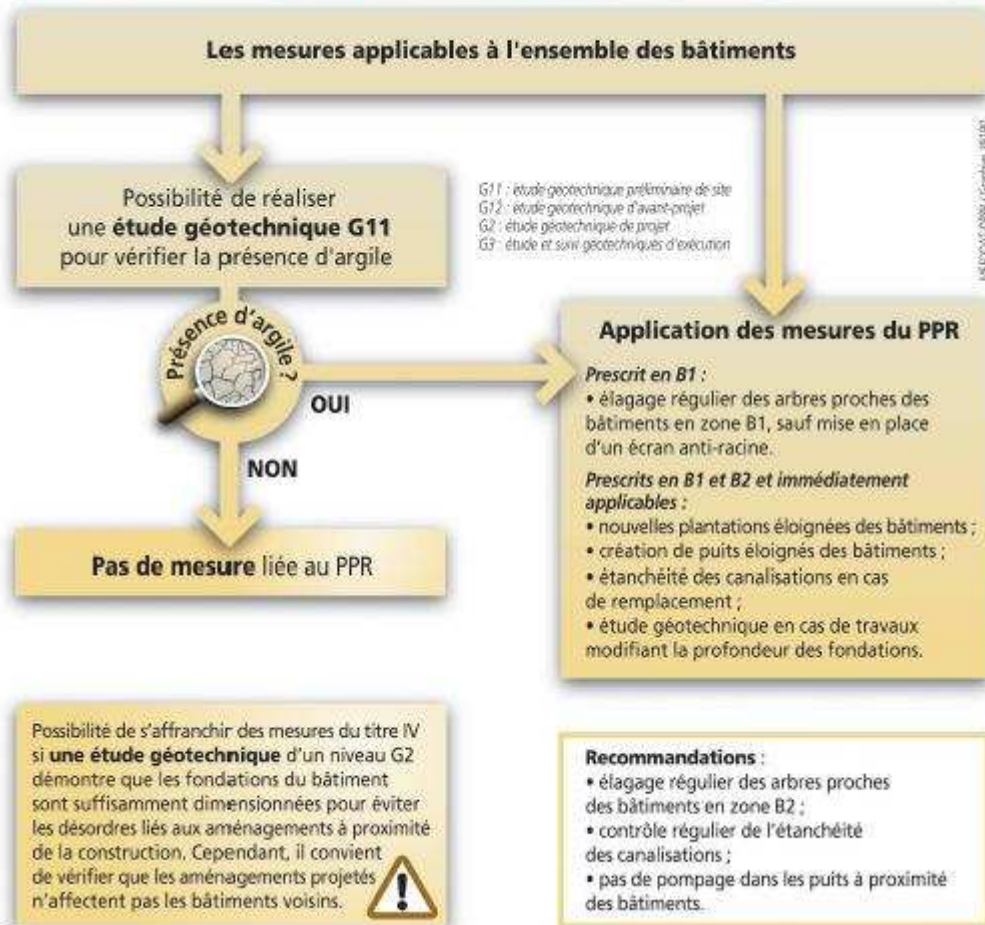 Les mesures applicables à l'ensemble des bâtiments
Possibilité de réaliser
une étude géotechnique G11
pour vérifier la présence d'argile
G11 : étude géotechnique préliminaire de site
G12 : étude géotechnique d'avant-projet
G2 : étude géotechnique de projet
G3 : étude et suivi géotechniques d'exécution
Présence d'argile ?
OUI
NON
Pas de mesure liée au PPR
Application des mesures du PPR
Prescrit en B1 :
• élagage régulier des arbres proches des
bâtiments en zone B1, sauf mise en place
d'un écran anti-racine.
Prescrits en B1 et B2 et immédiatement
applicables :
• nouvelles plantations éloignées des bâtiments ;
• création de puits éloignés des bâtiments ;
• étanchéité des canalisations en cas
de remplacement ;
• étude géotechnique en cas de travaux
modifiant la profondeur des fondations.
Possibilité de s'affranchir des mesures du titre IV
si une étude géotechnique d'un niveau G2
démontre que les fondations du bâtiment
sont suffisamment dimensionnées pour éviter
les désordres liés aux aménagements à proximité
de la construction. Cependant, il convient
de vérifier que les aménagements projetés
n'affectent pas les bâtiments voisins.
!
Recommandations :
• élagage régulier des arbres proches
des bâtiments en zone B2 ;
• contrôle régulier de l'étanchéité
des canalisations ;
• pas de pompage dans les puits à proximité
des bâtiments.